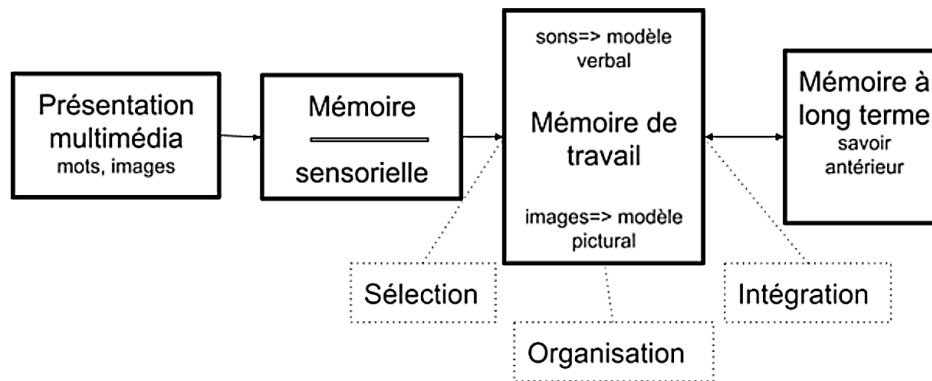 Présentation
multimédia
mots, images
Mémoire
sensorielle
sons=> modèle
verbal
Mémoire de
travail
images=> modèle
pictural
Mémoire à
long terme
savoir
antérieur
Sélection
Organisation
Intégration